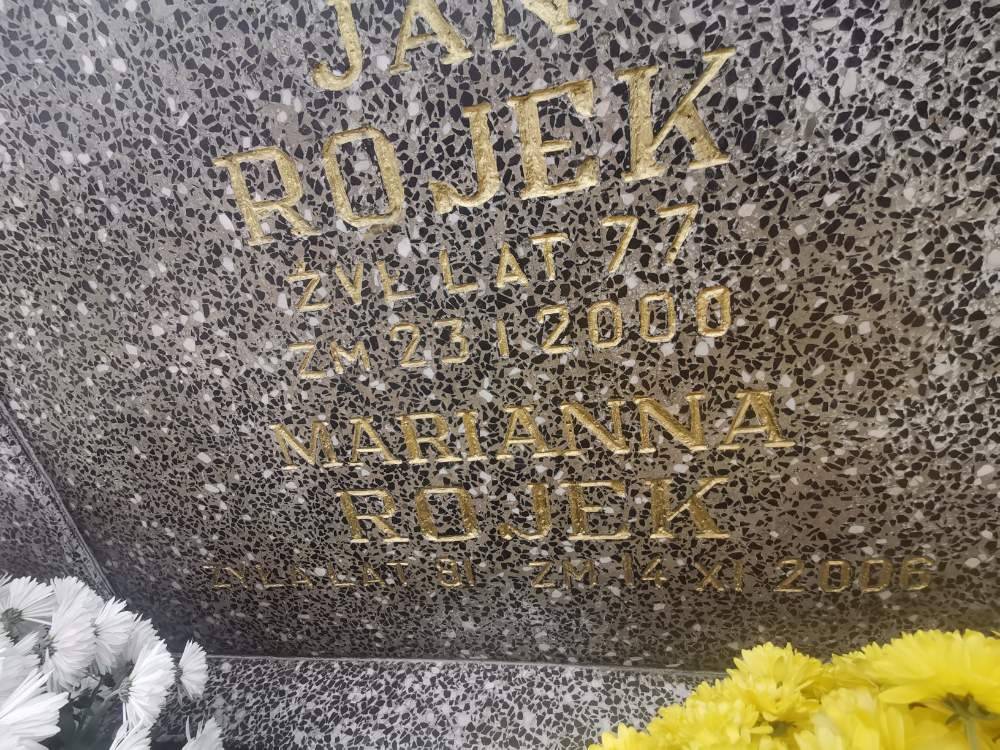 JAN
ROJEK
ŻYŁ LAT 77
ZM 23 I 2000
MARIANNA
ROJEK
ŻYŁA LAT 81 ZM 14 XI 2006